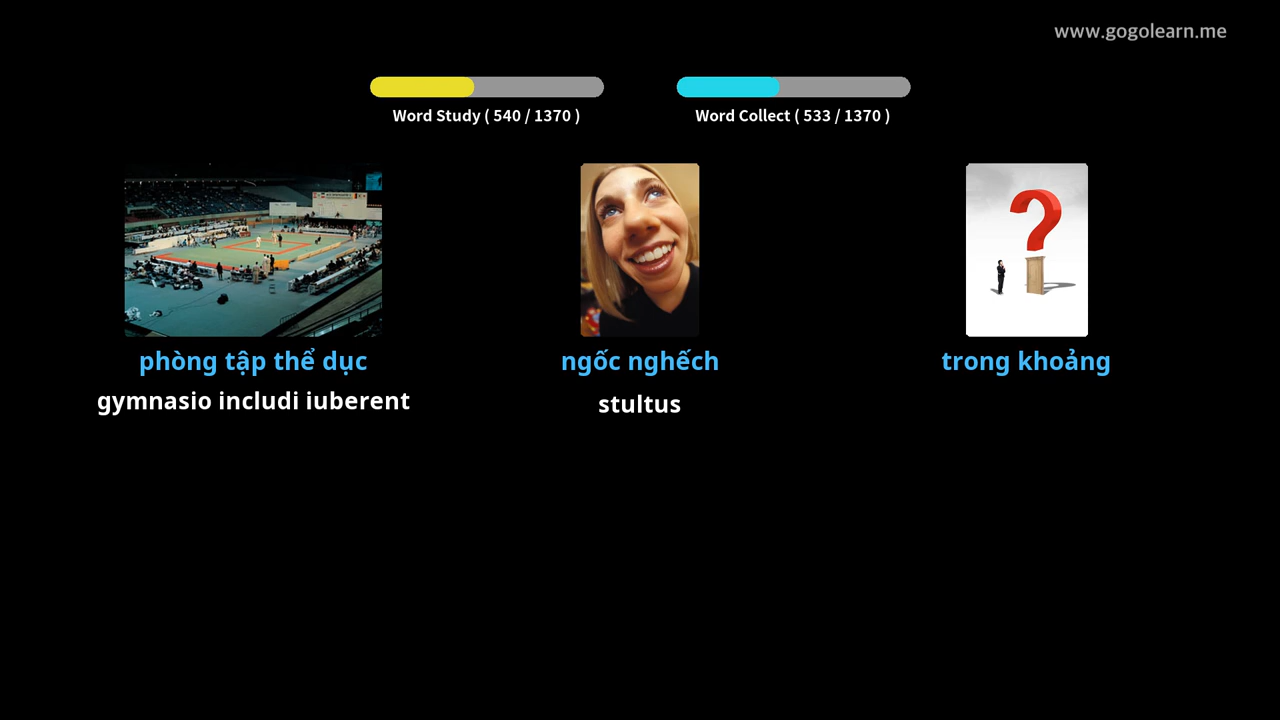 www.gogolearn.me
Word Study ( 540 / 1370 )
Word Collect ( 533 / 1370 )
phòng tập thể dục
ngốc nghếch
trong khoảng
gymnasio includi iuberent
stultus